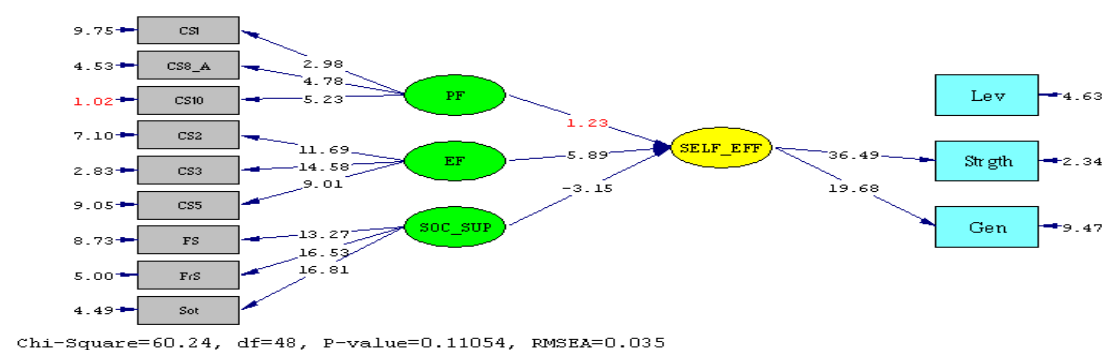 9.75 CS1
2.98
4.53 CS8_A
4.78
1.02 CS10
5.23
PF
1.23
7.10 CS2
11.69
2.83 CS3
14.58
9.05 CS5
9.01
EF
5.89
8.73 FS
13.27
5.00 FrS
16.53
4.49 Sot
16.81
SOC_SUP
-3.15
SELF_EFF
36.49
19.68
Lev 4.63
Strgth 2.34
Gen 9.47
Chi-Square=60.24, df=48, P-value=0.11054, RMSEA=0.035